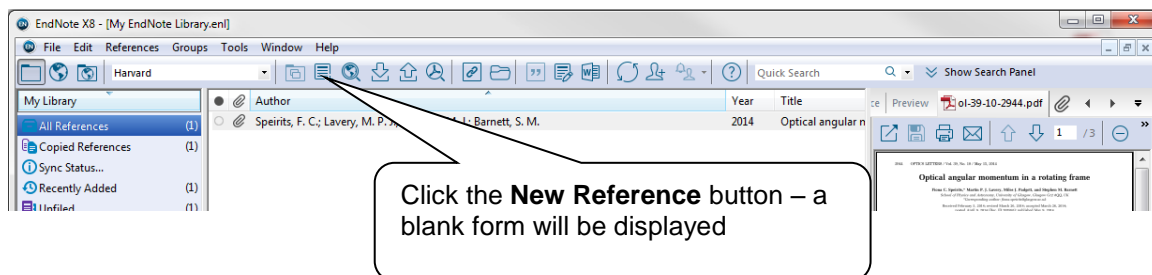 EndNote X8 - [My EndNote Library.enl]
File Edit References Groups Tools Window Help
Harvard
Quick Search
Show Search Panel
My Library
Author
Year
Title
Preview
ol-39-10-2944.pdf
All References (1)
Speirits, F. C.; Lavery, M. P. J.
Barnett, S. M.
2014
Optical angular n
1 /3
Copied References (1)
Sync Status...
Recently Added (1)
Unfiled (1)
Optical angular momentum in a rotating frame
Click the New Reference button – a
blank form will be displayed